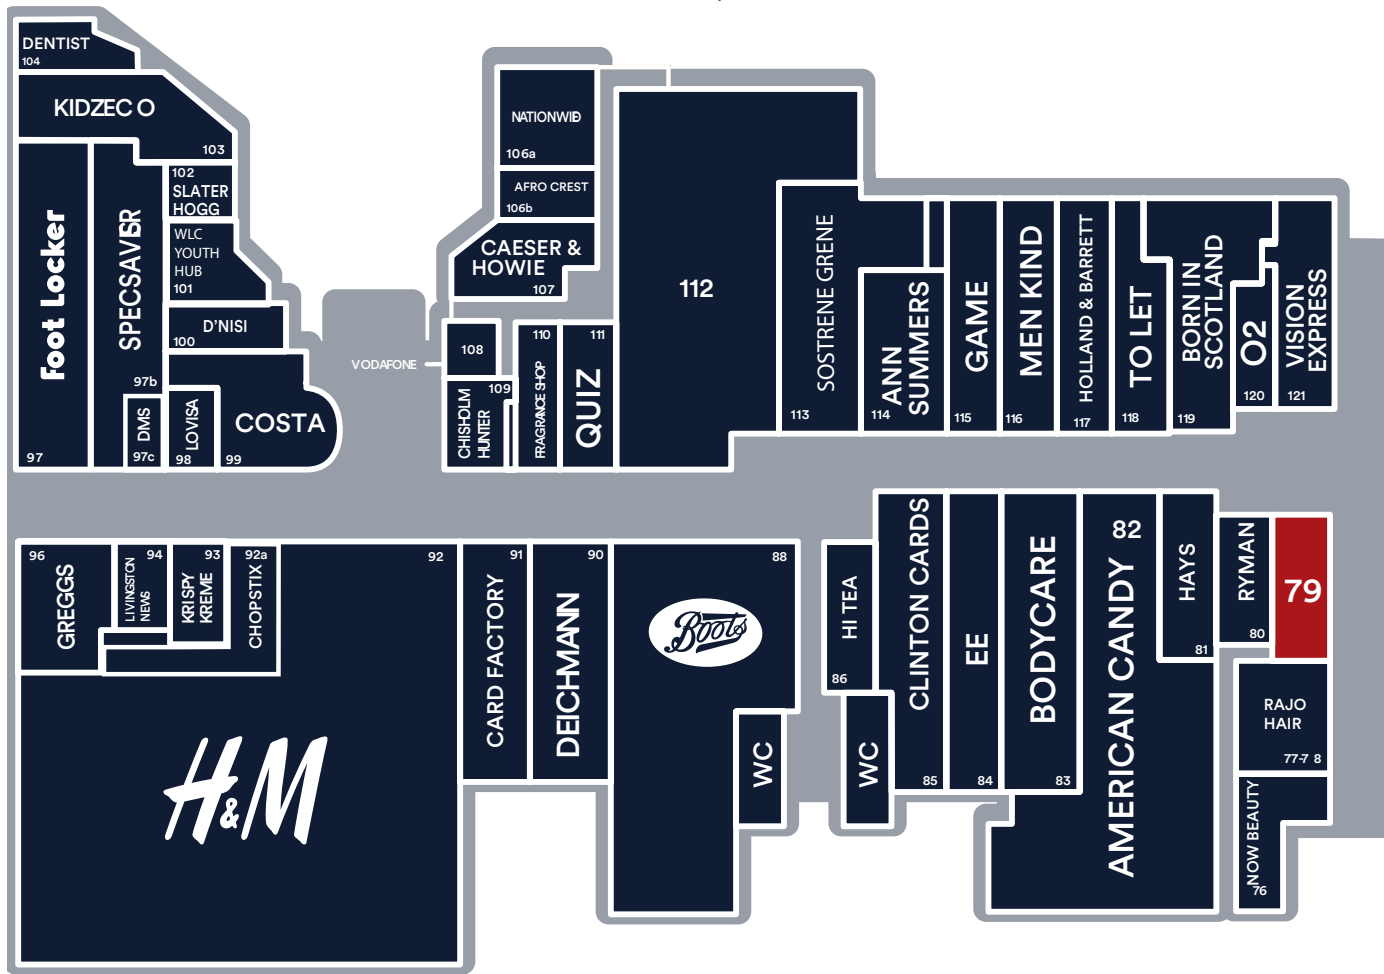 DENTIST
104
KIDZEC O
103
Foot Locker
97
SPECSAVER
97b
DMS
97c
102
SLATER
HOGG
WLC
YOUTH
HUB
101
D'NISI
100
LOVISA
98
COSTA
99
NATIONWID
106a
AFRO CREST
106b
CAESER &
HOWIE
107
VODAFONE
108
109
CHISHOLM
HUNTER
110
FRAGRANCE SHOP
111
QUIZ
112
SOSTRENE GRENE
113
ANN
SUMMERS
114
GAME
115
MEN KIND
116
HOLLAND & BARRETT
117
TO LET
118
BORN IN
SCOTLAND
119
O2
120
VISION
EXPRESS
121
96
GREGGS
94
LIVINGSTON
NEWS
93
KRISPY
KREME
92a
CHOPSTIX
92
H&M
91
CARD FACTORY
90
DEICHMANN
88
Boots
WC
HI TEA
86
WC
CLINTON CARDS
85
EE
84
BODYCARE
83
82
AMERICAN CANDY
HAYS
81
RYMAN
80
79
RAJO
HAIR
77-7 8
NOW BEAUTY
76